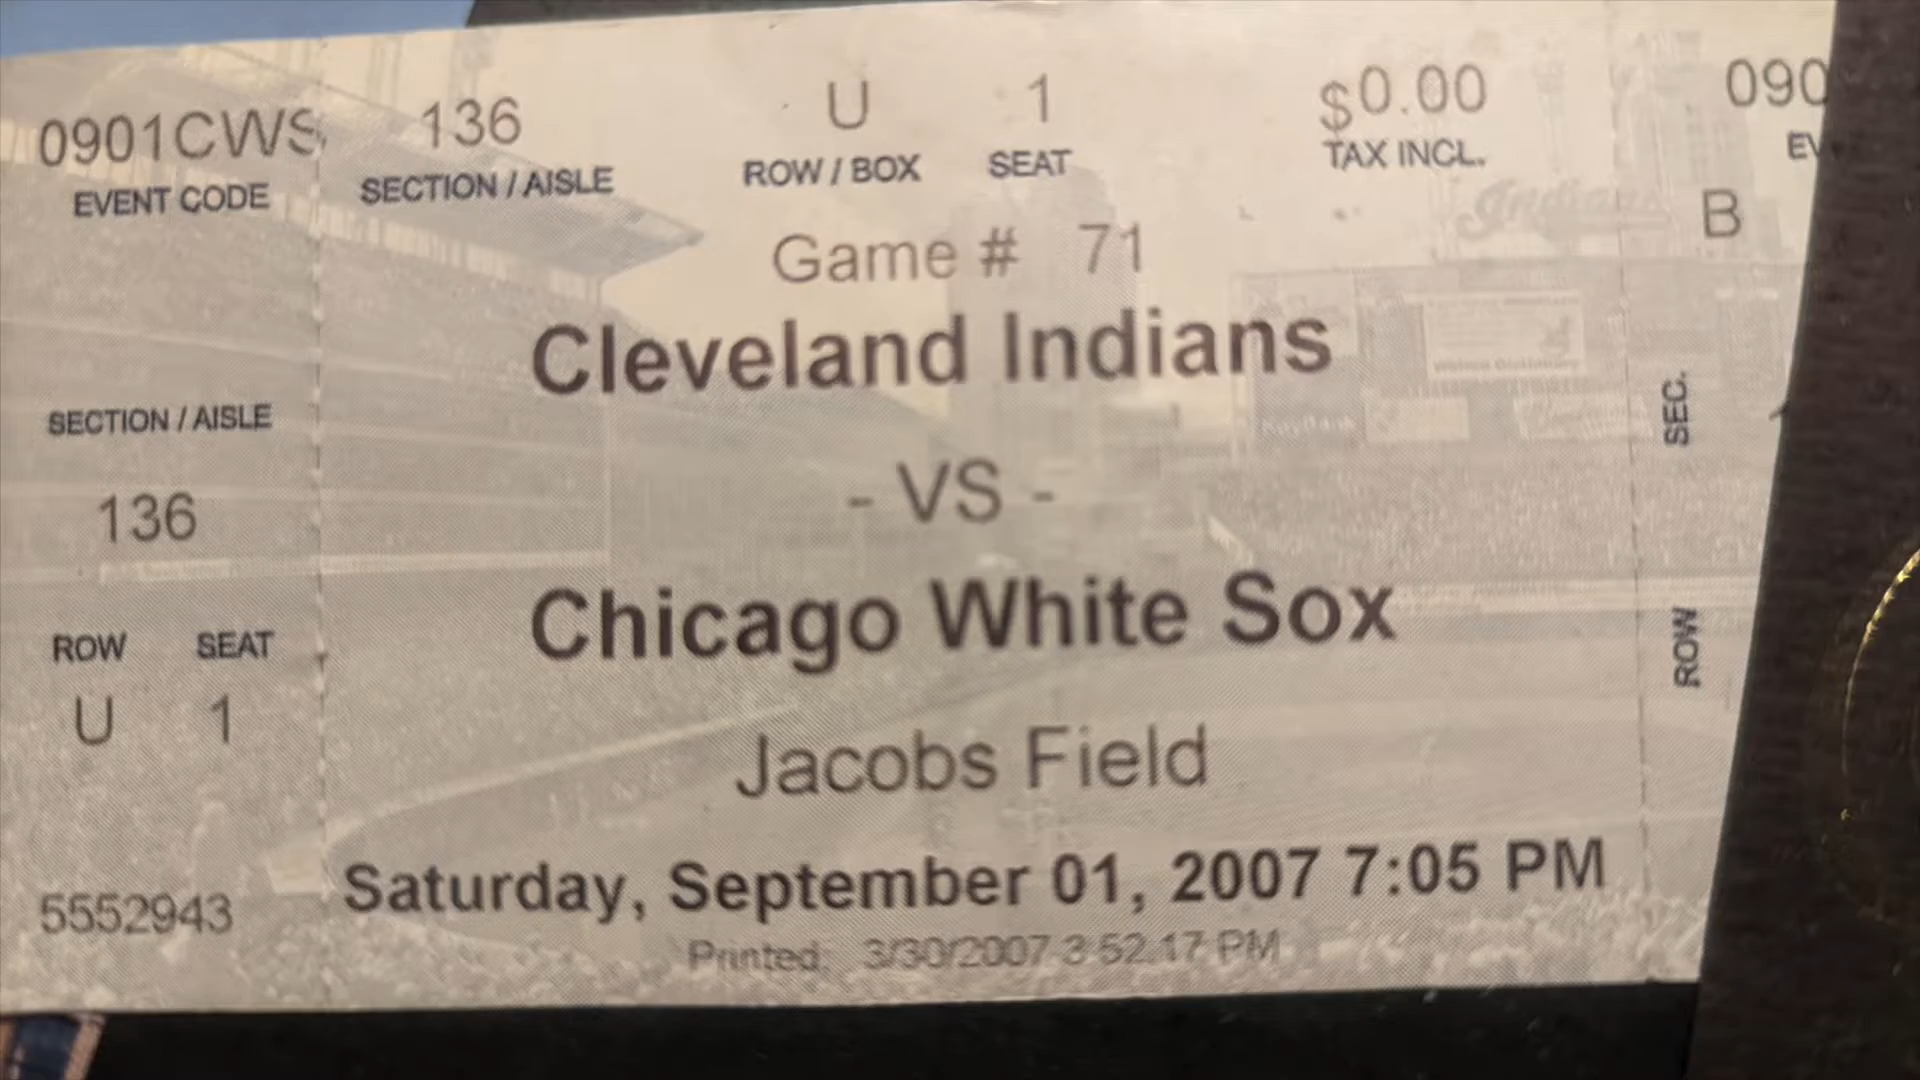 0901CWS 136 U 1 $0.00 090
EVENT CODE SECTION / AISLE ROW / BOX SEAT TAX INCL.
Indians
B
Game # 71
Cleveland Indians
SECTION / AISLE
KeyBank
SEC.
- VS -
136
Chicago White Sox
ROW SEAT
ROW
U 1
Jacobs Field
Saturday, September 01, 2007 7:05 PM
5552943
Printed: 3/30/2007 3:52:17 PM